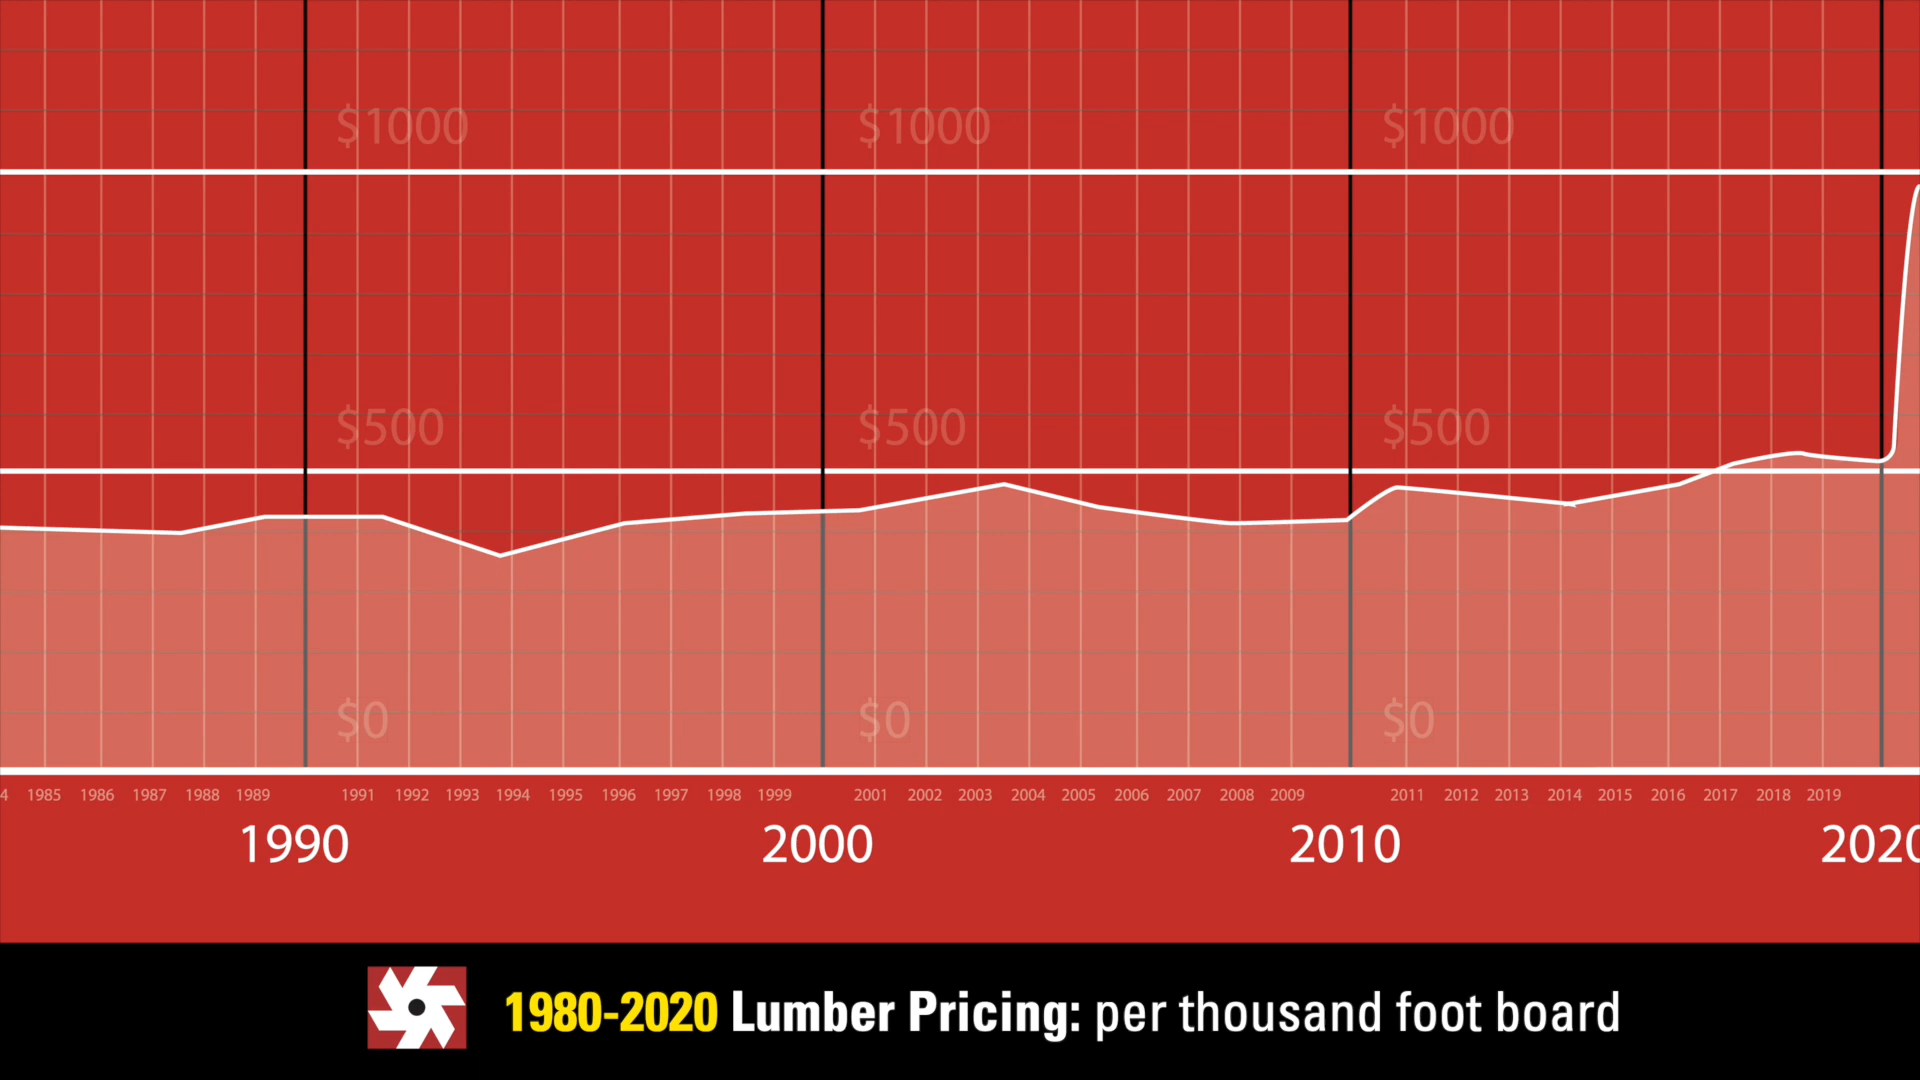 $1000 $1000 $1000
$500 $500 $500
$0 $0 $0
4 1985 1986 1987 1988 1989 1991 1992 1993 1994 1995 1996 1997 1998 1999 2001 2002 2003 2004 2005 2006 2007 2008 2009 2011 2012 2013 2014 2015 2016 2017 2018 2019
1990 2000 2010 2020
1980-2020 Lumber Pricing: per thousand foot board